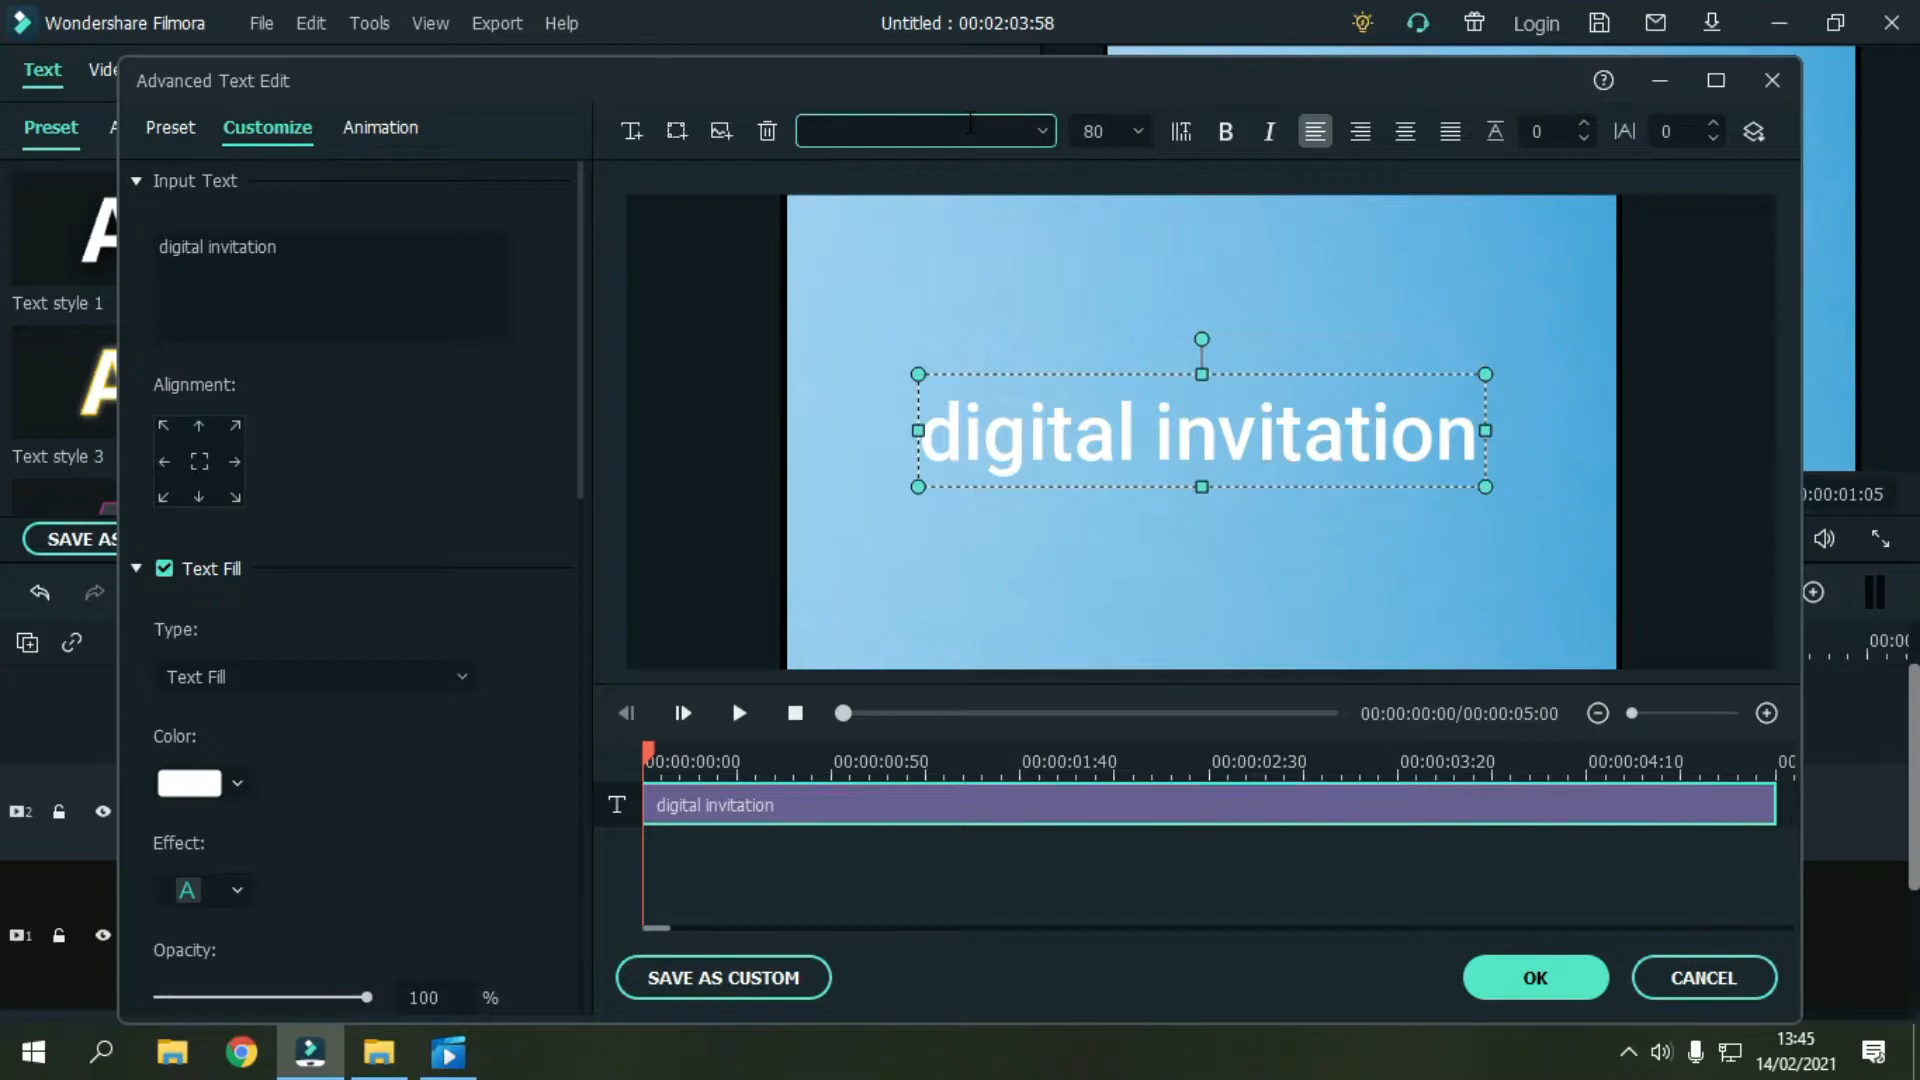 Wondershare Filmora File Edit Tools View Export Help Untitled : 00:02:03:58 Login
Text
Advanced Text Edit
Preset
Preset Customize Animation
80 B I A 0 |A| 0
Input Text
digital invitation
Text style 1
Alignment:
Text style 3
digital invitation
SAVE AS
Text Fill
:00:01:05
Type:
Text Fill
Color:
00:00:00:00/00:00:05:00
00:00:00:00 00:00:00:50 00:00:01:40 00:00:02:30 00:00:03:20 00:00:04:10
T digital invitation
2
Effect:
A
1
Opacity:
100 %
SAVE AS CUSTOM OK CANCEL
13:45
14/02/2021